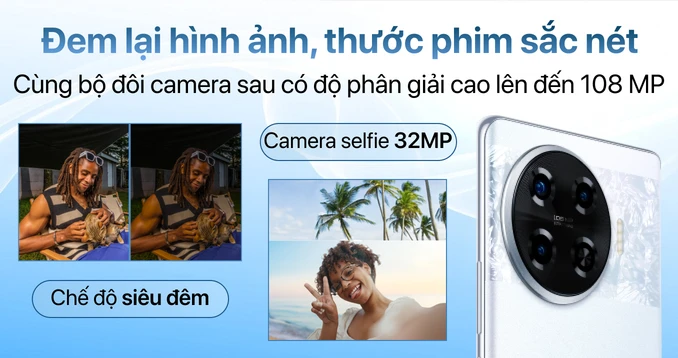 Đem lại hình ảnh, thước phim sắc nét
Cùng bộ đôi camera sau có độ phân giải cao lên đến 108 MP
Camera selfie 32MP
Chế độ siêu đêm